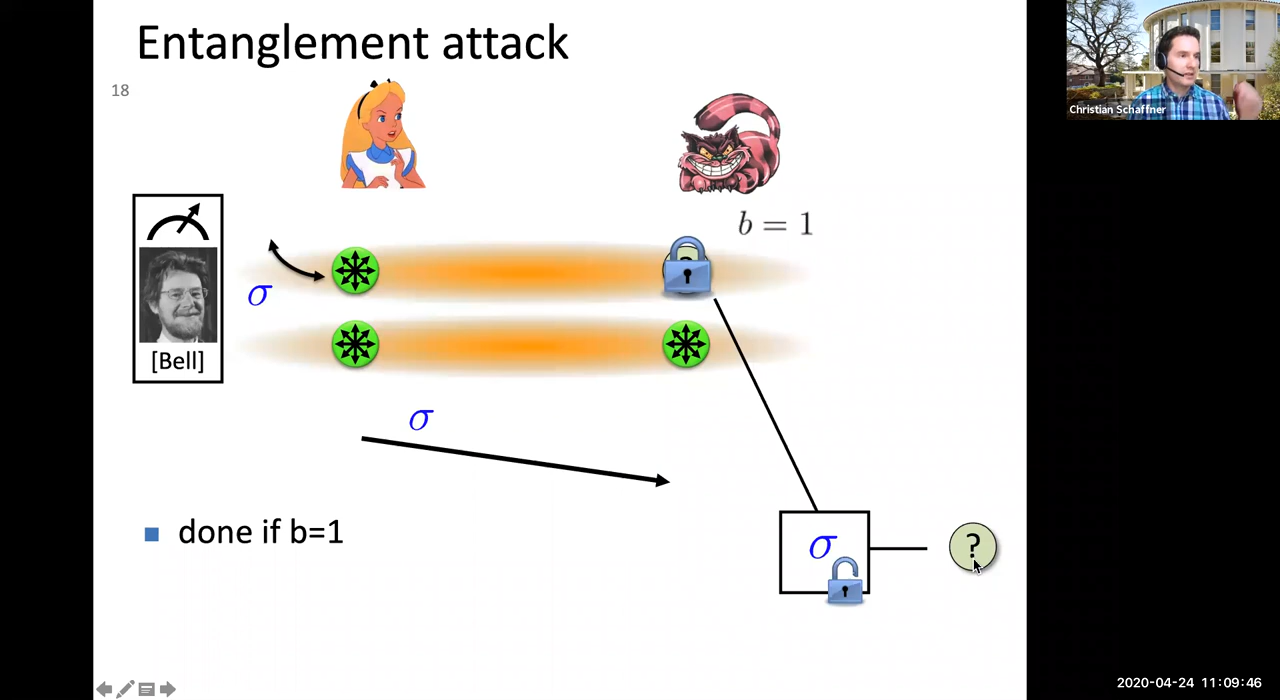 Entanglement attack
18
Christian Schaffner
b = 1
σ
[Bell]
σ
done if b=1
σ
?
2020-04-24 11:09:46